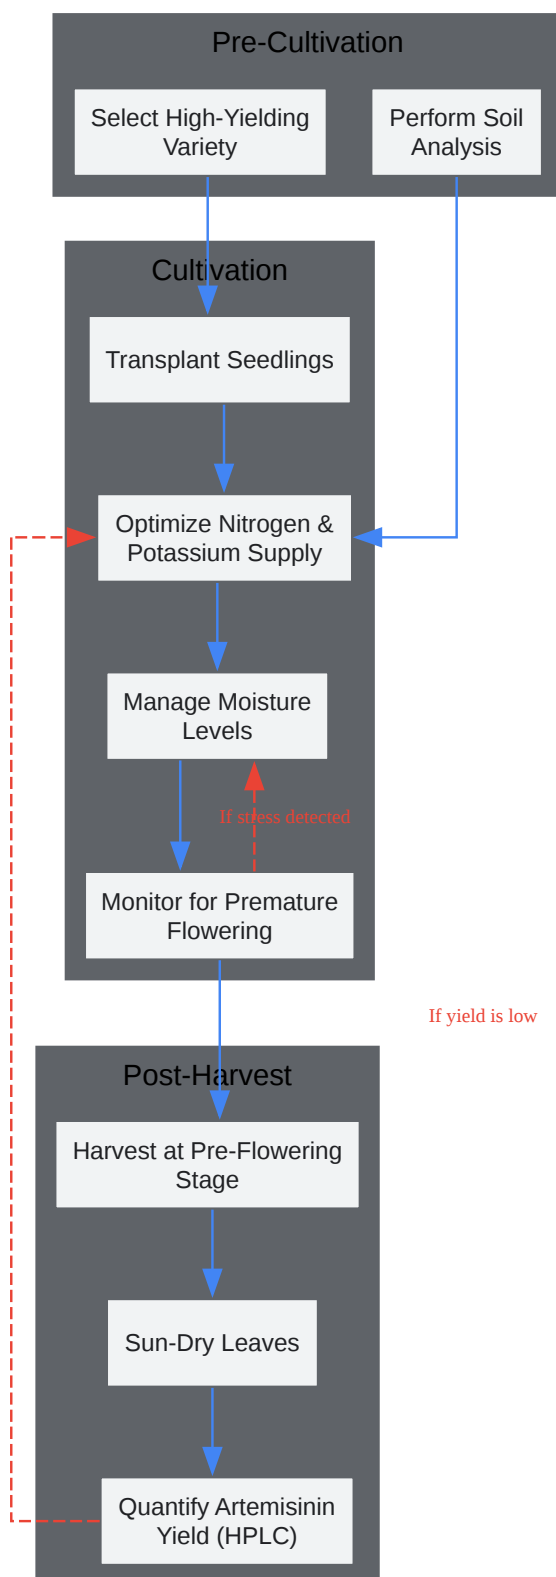 Pre-Cultivation
Select High-Yielding
Variety
Perform Soil
Analysis
Cultivation
Transplant Seedlings
Optimize Nitrogen &
Potassium Supply
Manage Moisture
Levels
If stress detected
Monitor for Premature
Flowering
If yield is low
Post-Harvest
Harvest at Pre-Flowering
Stage
Sun-Dry Leaves
Quantify Artemisinin
Yield (HPLC)